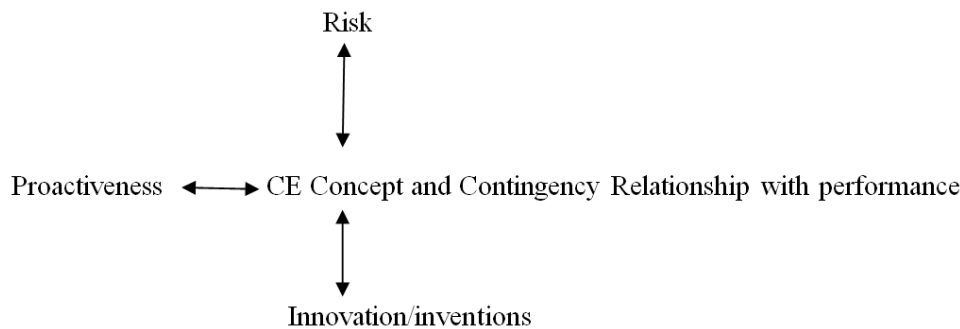 Risk
Proactiveness CE Concept and Contingency Relationship with performance
Innovation/inventions